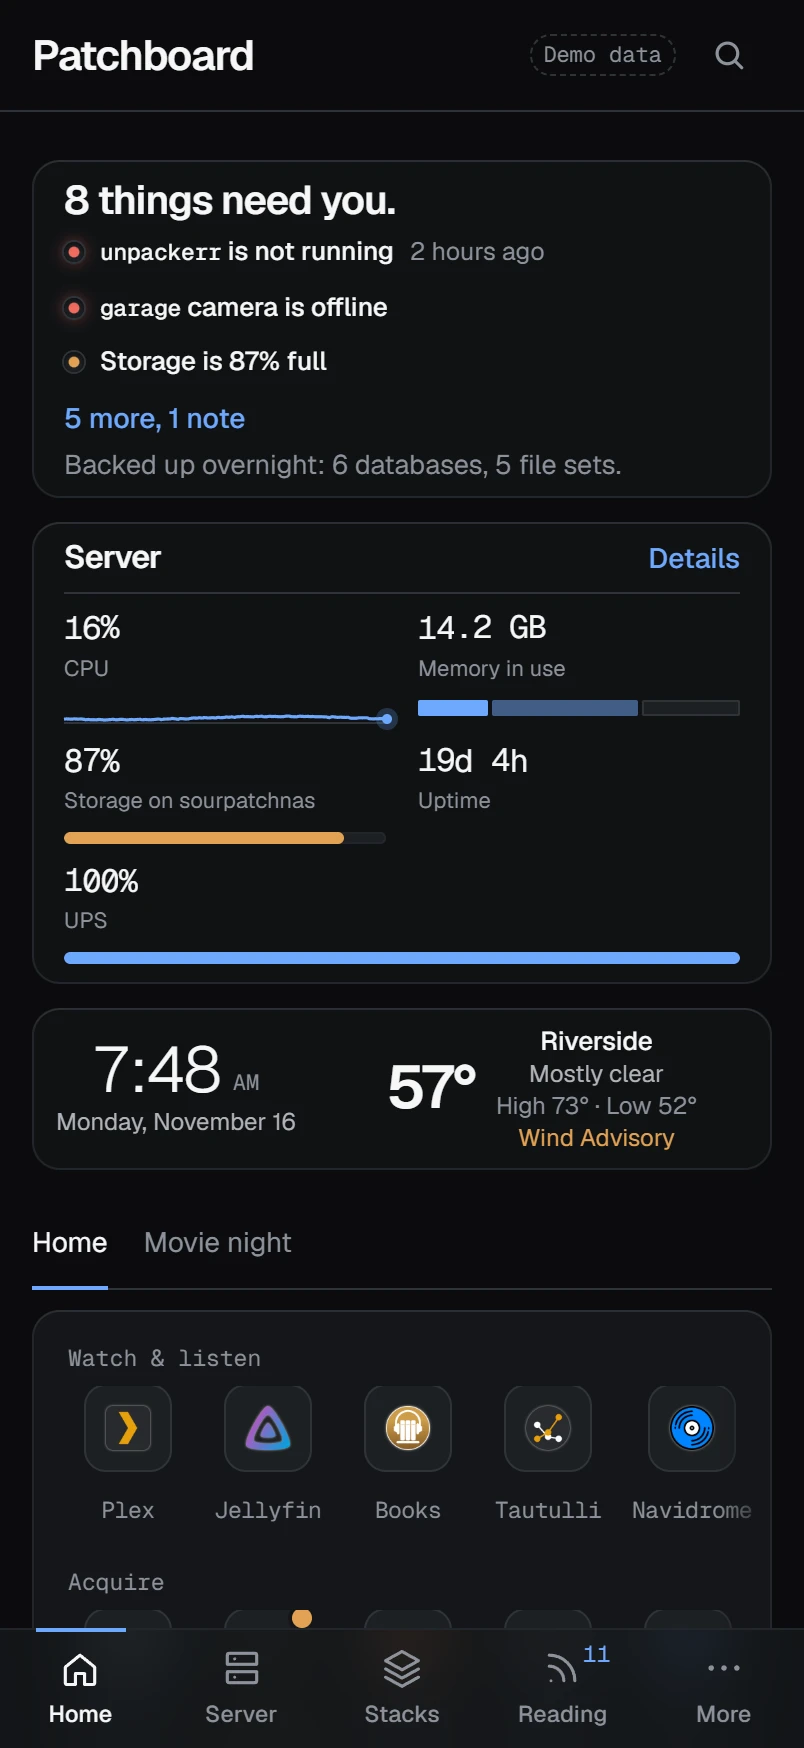 Patchboard
Demo data
8 things need you.
unpackerr is not running 2 hours ago
garage camera is offline
Storage is 87% full
5 more, 1 note
Backed up overnight: 6 databases, 5 file sets.
Server
Details
16%
CPU
14.2 GB
Memory in use
87%
Storage on sourpatchnas
19d 4h
Uptime
100%
UPS
7:48 AM
Monday, November 16
57°
Riverside
Mostly clear
High 73° · Low 52°
Wind Advisory
Home
Movie night
Watch & listen
Plex
Jellyfin
Books
Tautulli
Navidrome
Acquire
Home
Server
Stacks
11
Reading
More